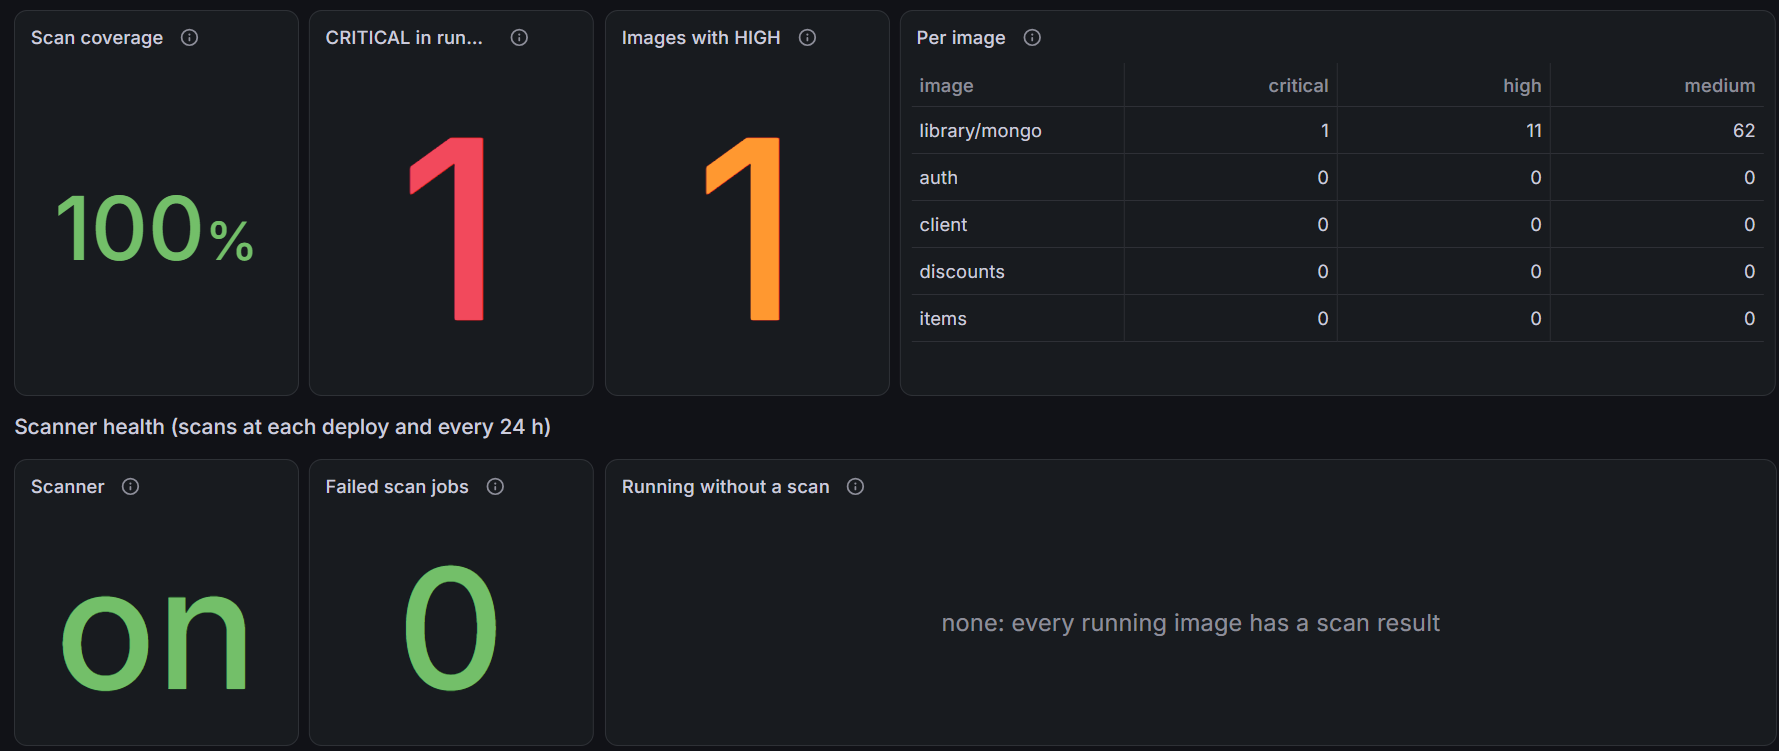 Scan coverage
CRITICAL in run...
Images with HIGH
Per image
100%
1
1
image critical high medium
library/mongo 1 11 62
auth 0 0 0
client 0 0 0
discounts 0 0 0
items 0 0 0
Scanner health (scans at each deploy and every 24 h)
Scanner
Failed scan jobs
Running without a scan
on
0
none: every running image has a scan result